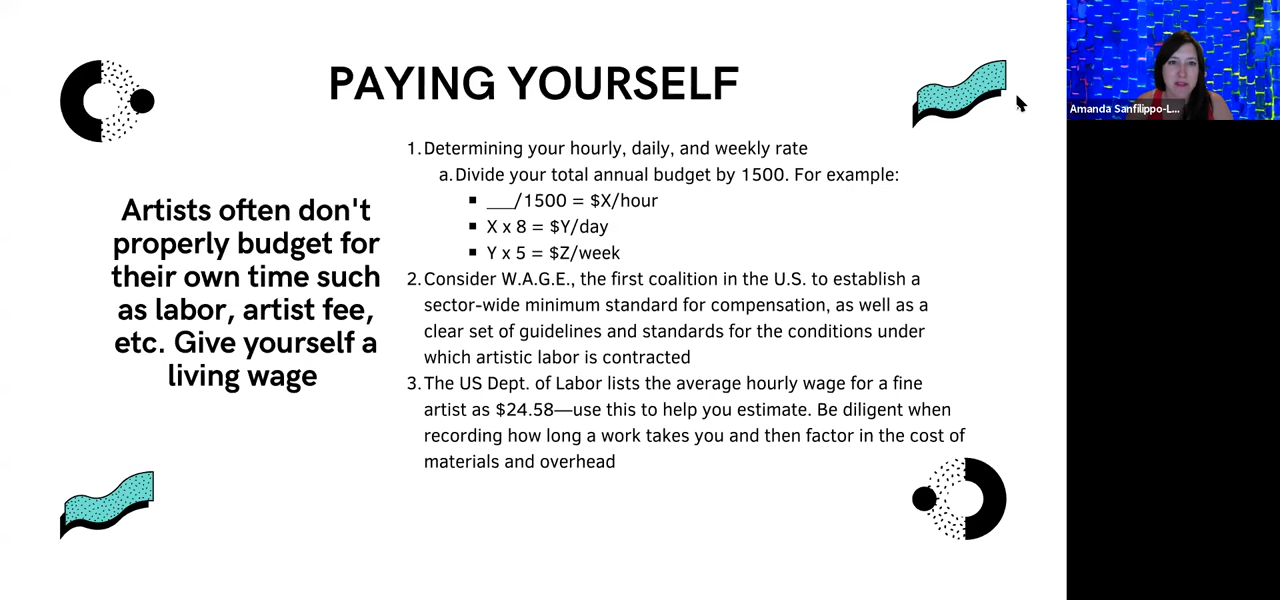 PAYING YOURSELF
Artists often don't
properly budget for
their own time such
as labor, artist fee,
etc. Give yourself a
living wage
1. Determining your hourly, daily, and weekly rate
a. Divide your total annual budget by 1500. For example:
▪ ___/1500 = $X/hour
▪ X x 8 = $Y/day
▪ Y x 5 = $Z/week
2. Consider W.A.G.E., the first coalition in the U.S. to establish a
sector-wide minimum standard for compensation, as well as a
clear set of guidelines and standards for the conditions under
which artistic labor is contracted
3. The US Dept. of Labor lists the average hourly wage for a fine
artist as $24.58—use this to help you estimate. Be diligent when
recording how long a work takes you and then factor in the cost of
materials and overhead
Amanda Sanfilippo-L...